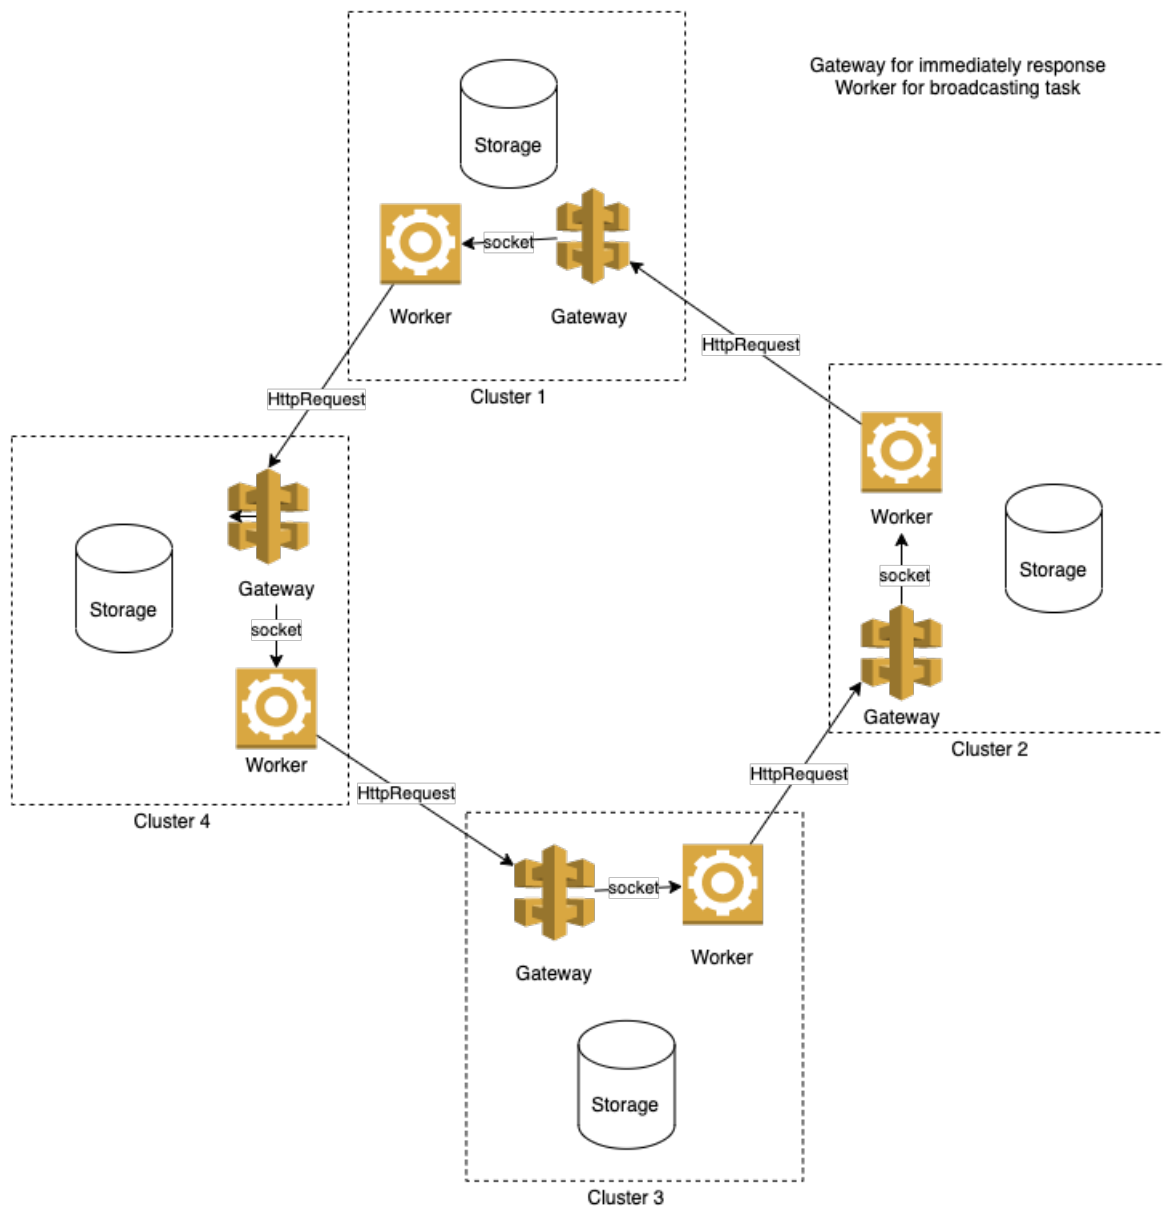 Gateway for immediately response
Worker for broadcasting task
Storage
socket
Worker
Gateway
HttpRequest
Cluster 1
HttpRequest
Worker
Storage
socket
Gateway
Cluster 2
Gateway
Storage
socket
Worker
Cluster 4
HttpRequest
HttpRequest
socket
Gateway
Worker
Storage
Cluster 3